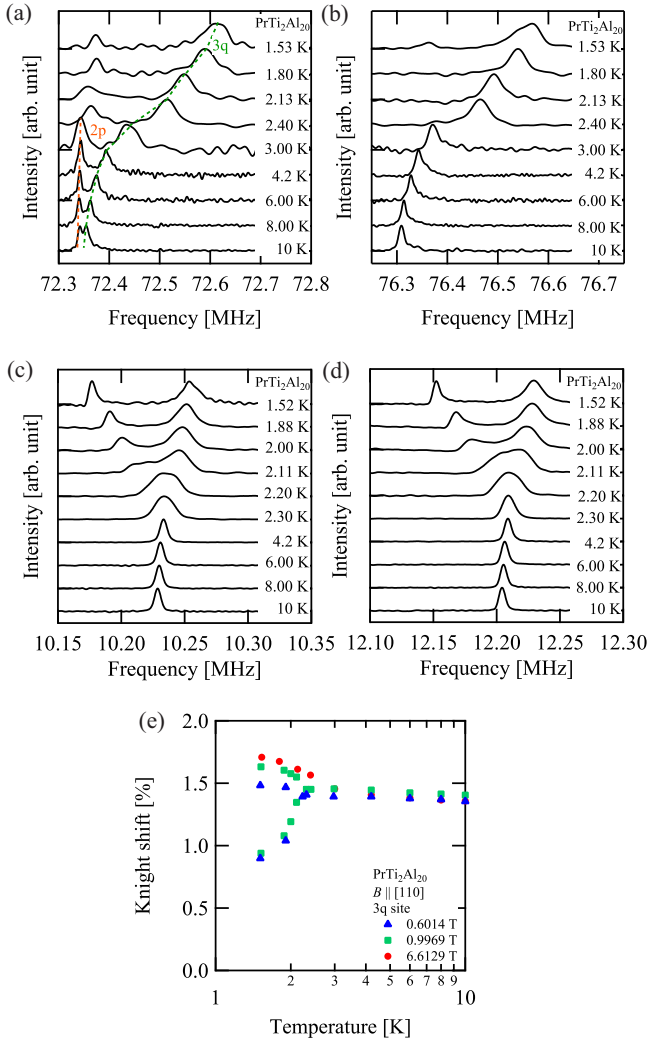 (a)
PrTi2Al20
3q
2p
1.53 K
1.80 K
2.13 K
2.40 K
3.00 K
4.2 K
6.00 K
8.00 K
10 K
Intensity [arb. unit]
72.3 72.4 72.5 72.6 72.7 72.8
Frequency [MHz]
(b)
PrTi2Al20
1.53 K
1.80 K
2.13 K
2.40 K
3.00 K
4.2 K
6.00 K
8.00 K
10 K
Intensity [arb. unit]
76.3 76.4 76.5 76.6 76.7
Frequency [MHz]
(c)
PrTi2Al20
1.52 K
1.88 K
2.00 K
2.11 K
2.20 K
2.30 K
4.2 K
6.00 K
8.00 K
10 K
Intensity [arb. unit]
10.15 10.20 10.25 10.30 10.35
Frequency [MHz]
(d)
PrTi2Al20
1.52 K
1.88 K
2.00 K
2.11 K
2.20 K
2.30 K
4.2 K
6.00 K
8.00 K
10 K
Intensity [arb. unit]
12.10 12.15 12.20 12.25 12.30
Frequency [MHz]
(e)
2.0
1.5
1.0
0.5
0.0
Knight shift [%]
PrTi2Al20
B || [110]
3q site
0.6014 T
0.9969 T
6.6129 T
1 2 3 4 5 6 7 8 9 10
Temperature [K]